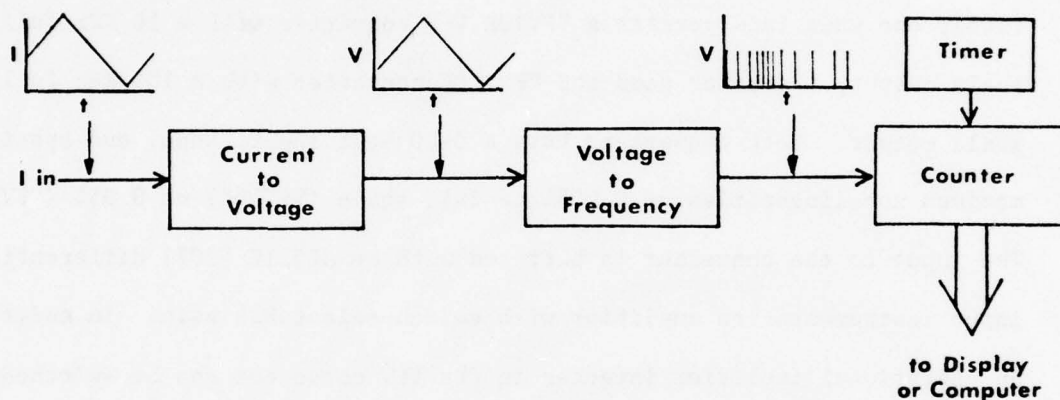 I
t
V
t
V
t
Timer
I in
Current
to
Voltage
Voltage
to
Frequency
Counter
to Display
or Computer